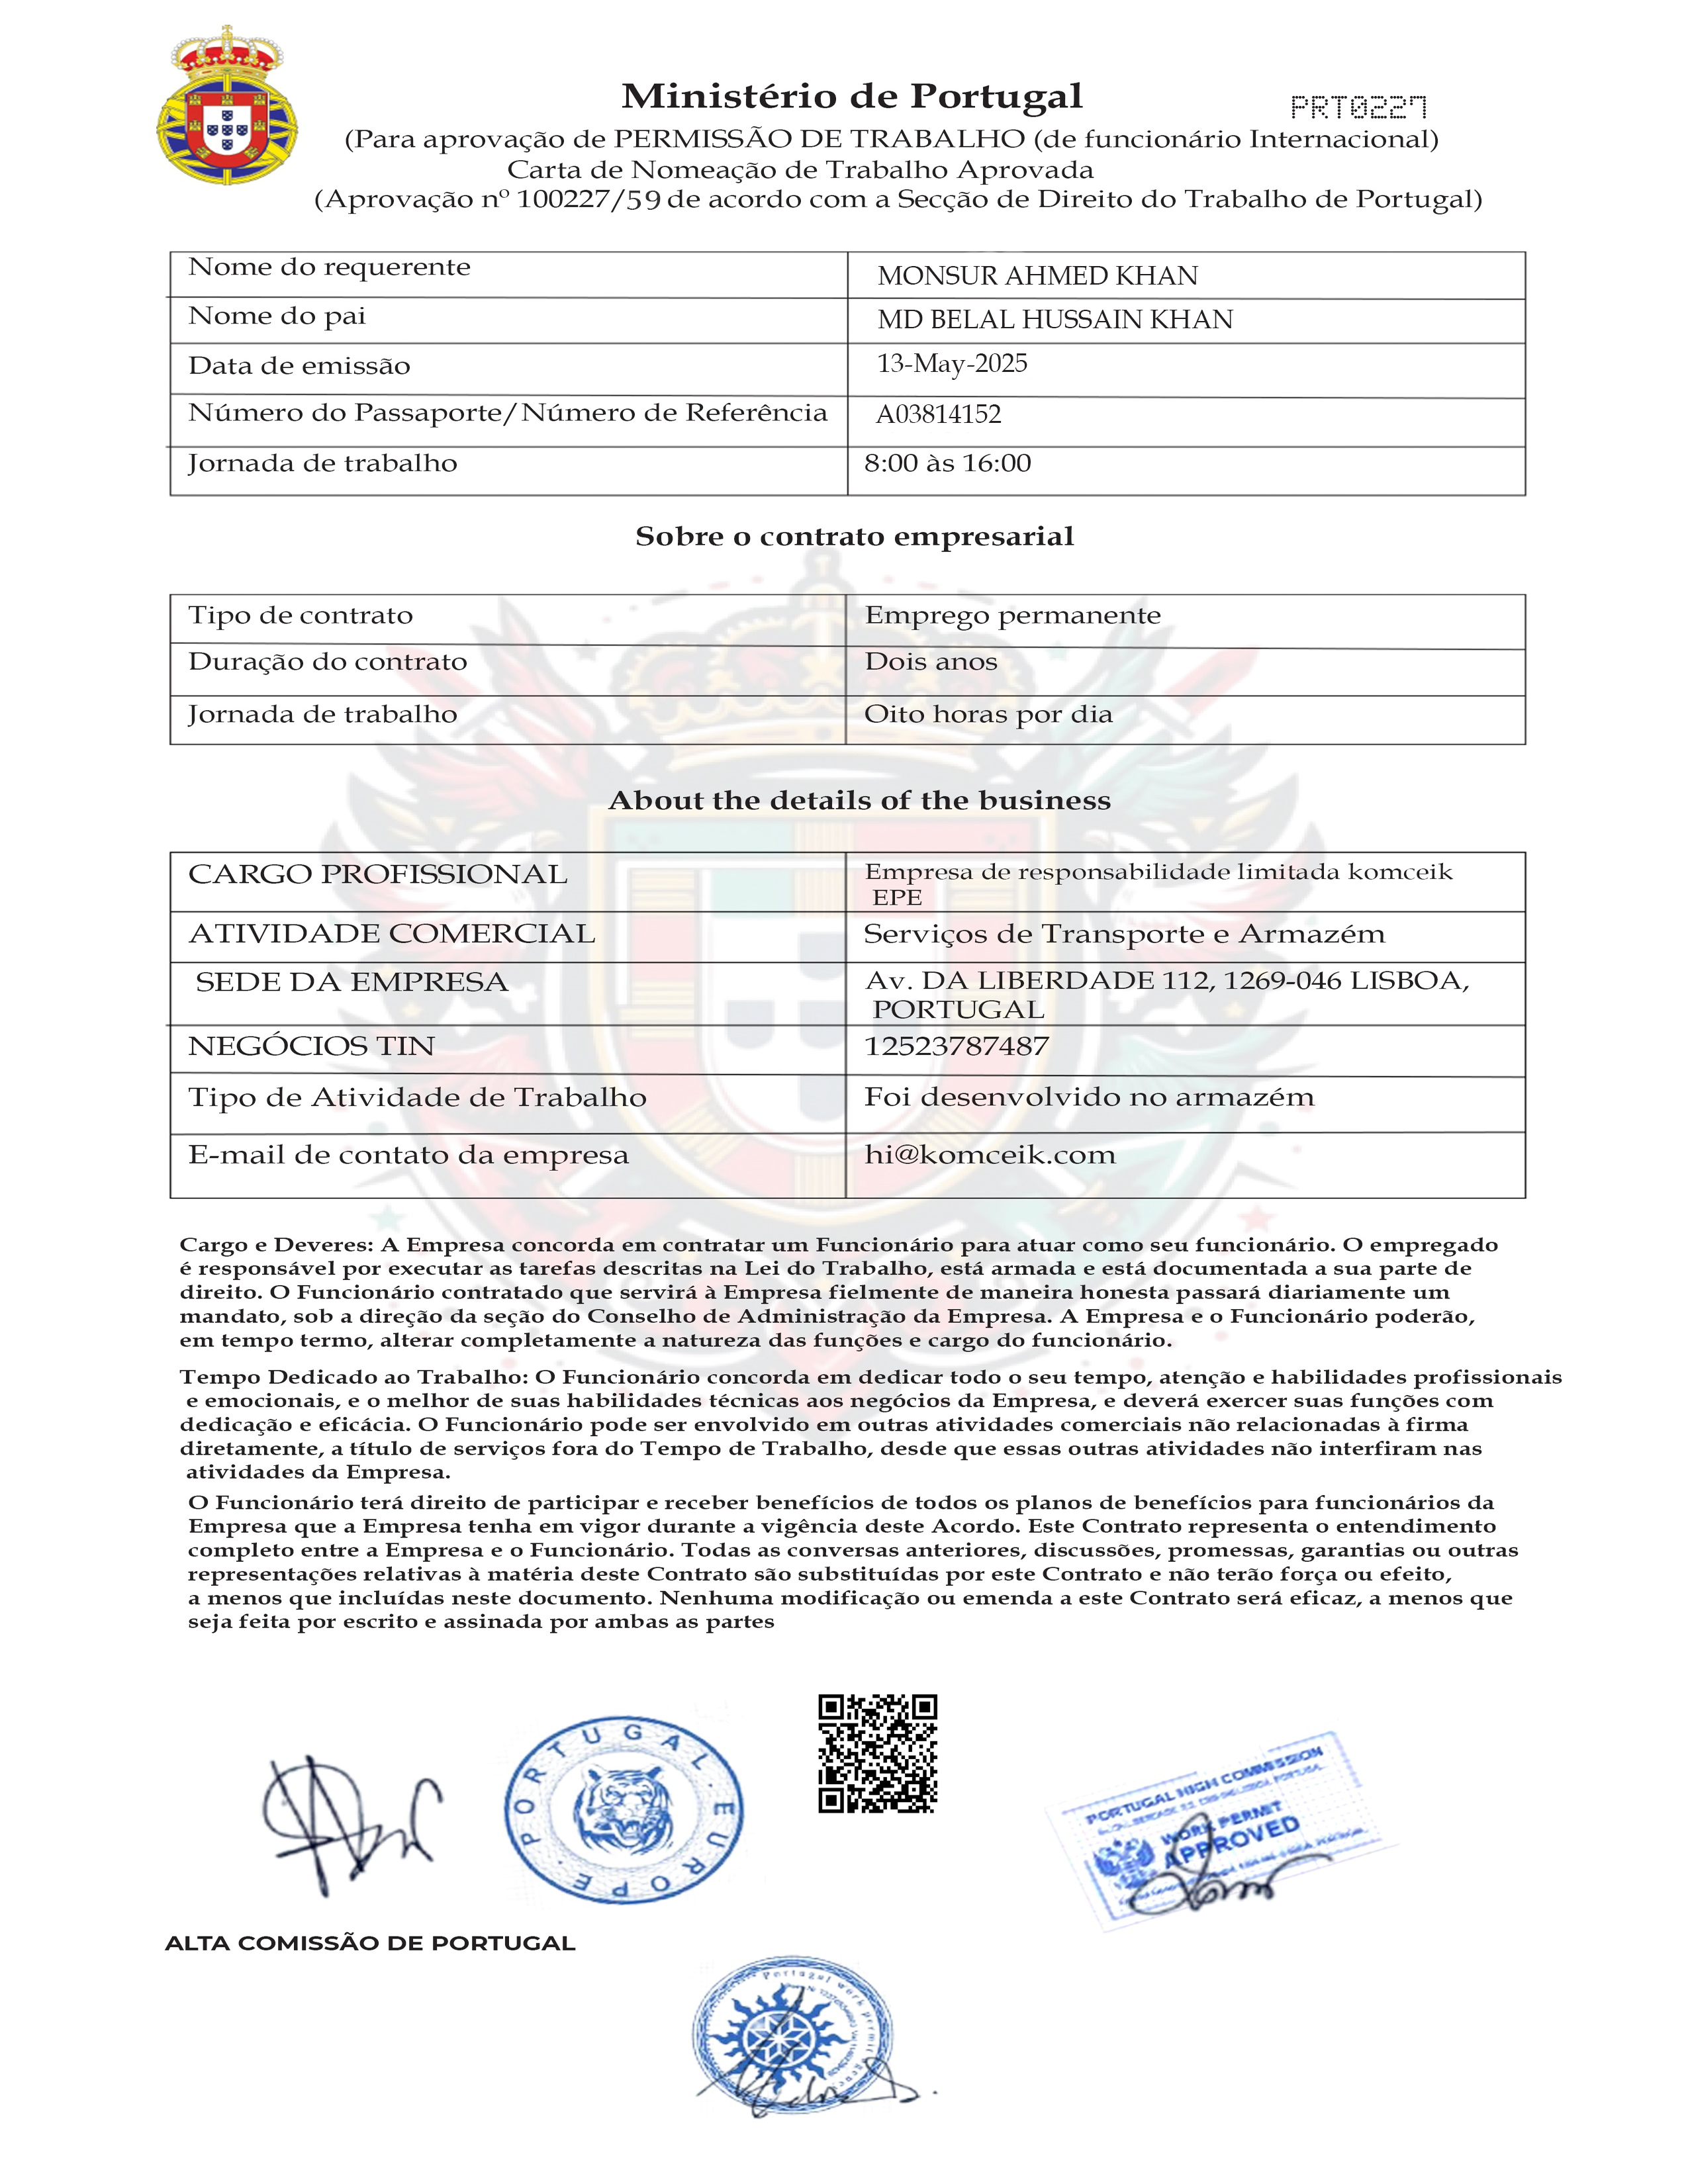 Ministério de Portugal
PRT0227
(Para aprovação de PERMISSÃO DE TRABALHO (de funcionário Internacional)
Carta de Nomeação de Trabalho Aprovada
(Aprovação nº 100227/59 de acordo com a Secção de Direito do Trabalho de Portugal)
Nome do requerente MONSUR AHMED KHAN
Nome do pai MD BELAL HUSSAIN KHAN
Data de emissão 13-May-2025
Número do Passaporte/Número de Referência A03814152
Jornada de trabalho 8:00 às 16:00
Sobre o contrato empresarial
Tipo de contrato Emprego permanente
Duração do contrato Dois anos
Jornada de trabalho Oito horas por dia
About the details of the business
CARGO PROFISSIONAL Empresa de responsabilidade limitada komceik
EPE
ATIVIDADE COMERCIAL Serviços de Transporte e Armazém
SEDE DA EMPRESA Av. DA LIBERDADE 112, 1269-046 LISBOA,
PORTUGAL
NEGÓCIOS TIN 12523787487
Tipo de Atividade de Trabalho Foi desenvolvido no armazém
E-mail de contato da empresa hi@komceik.com
Cargo e Deveres: A Empresa concorda em contratar um Funcionário para atuar como seu funcionário. O empregado
é responsável por executar as tarefas descritas na Lei do Trabalho, está armada e está documentada a sua parte de
direito. O Funcionário contratado que servirá à Empresa fielmente de maneira honesta passará diariamente um
mandato, sob a direção da seção do Conselho de Administração da Empresa. A Empresa e o Funcionário poderão,
em tempo termo, alterar completamente a natureza das funções e cargo do funcionário.
Tempo Dedicado ao Trabalho: O Funcionário concorda em dedicar todo o seu tempo, atenção e habilidades profissionais
e emocionais, e o melhor de suas habilidades técnicas aos negócios da Empresa, e deverá exercer suas funções com
dedicação e eficácia. O Funcionário pode ser envolvido em outras atividades comerciais não relacionadas à firma
diretamente, a título de serviços fora do Tempo de Trabalho, desde que essas outras atividades não interfiram nas
atividades da Empresa.
O Funcionário terá direito de participar e receber benefícios de todos os planos de benefícios para funcionários da
Empresa que a Empresa tenha em vigor durante a vigência deste Acordo. Este Contrato representa o entendimento
completo entre a Empresa e o Funcionário. Todas as conversas anteriores, discussões, promessas, garantias ou outras
representações relativas à matéria deste Contrato são substituídas por este Contrato e não terão força ou efeito,
a menos que incluídas neste documento. Nenhuma modificação ou emenda a este Contrato será eficaz, a menos que
seja feita por escrito e assinada por ambas as partes
PORTUGAL . EUROPE .
PORTUGAL HIGH COMMISSION
WORK PERMIT
APPROVED
ALTA COMISSÃO DE PORTUGAL
Portugal work permit